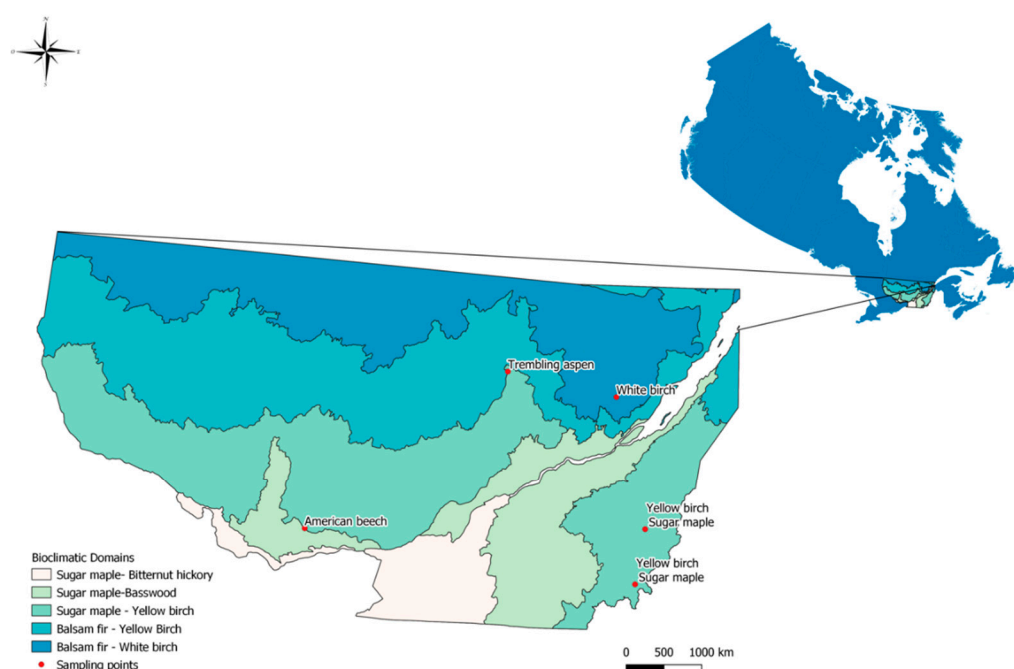 N
O
E
S
Trembling aspen
White birch
American beech
Yellow birch
Sugar maple
Yellow birch
Sugar maple
Bioclimatic Domains
Sugar maple- Bitternut hickory
Sugar maple-Basswood
Sugar maple - Yellow birch
Balsam fir - Yellow Birch
Balsam fir - White birch
Sampling points
0 500 1000 km